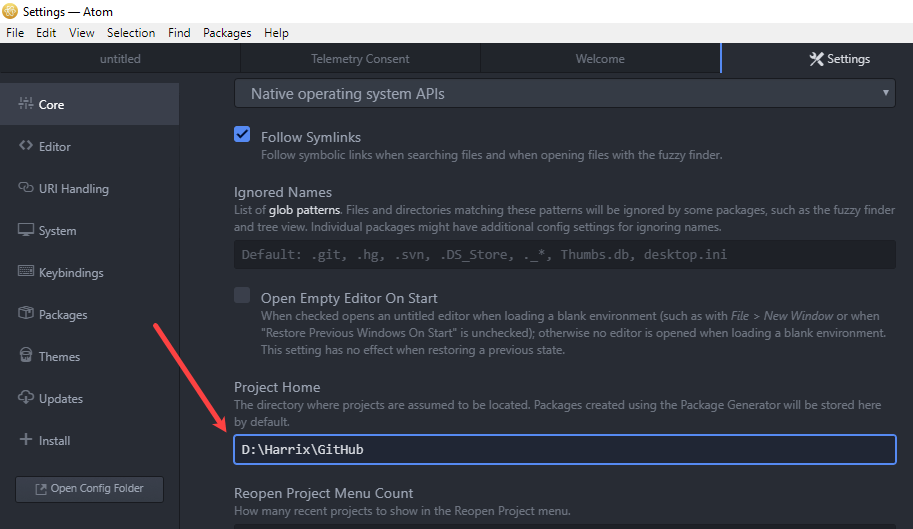 Settings — Atom
File Edit View Selection Find Packages Help
untitled Telemetry Consent Welcome Settings
Core
Editor
URI Handling
System
Keybindings
Packages
Themes
Updates
Install
Open Config Folder
Native operating system APIs
Follow Symlinks
Follow symbolic links when searching files and when opening files with the fuzzy finder.
Ignored Names
List of glob patterns. Files and directories matching these patterns will be ignored by some packages, such as the fuzzy finder
and tree view. Individual packages might have additional config settings for ignoring names.
Default: .git, .hg, .svn, .DS_Store, ._*, Thumbs.db, desktop.ini
Open Empty Editor On Start
When checked opens an untitled editor when loading a blank environment (such as with File > New Window or when
"Restore Previous Windows On Start" is unchecked); otherwise no editor is opened when loading a blank environment.
This setting has no effect when restoring a previous state.
Project Home
The directory where projects are assumed to be located. Packages created using the Package Generator will be stored here
by default.
D:\Harrix\GitHub
Reopen Project Menu Count
How many recent projects to show in the Reopen Project menu.